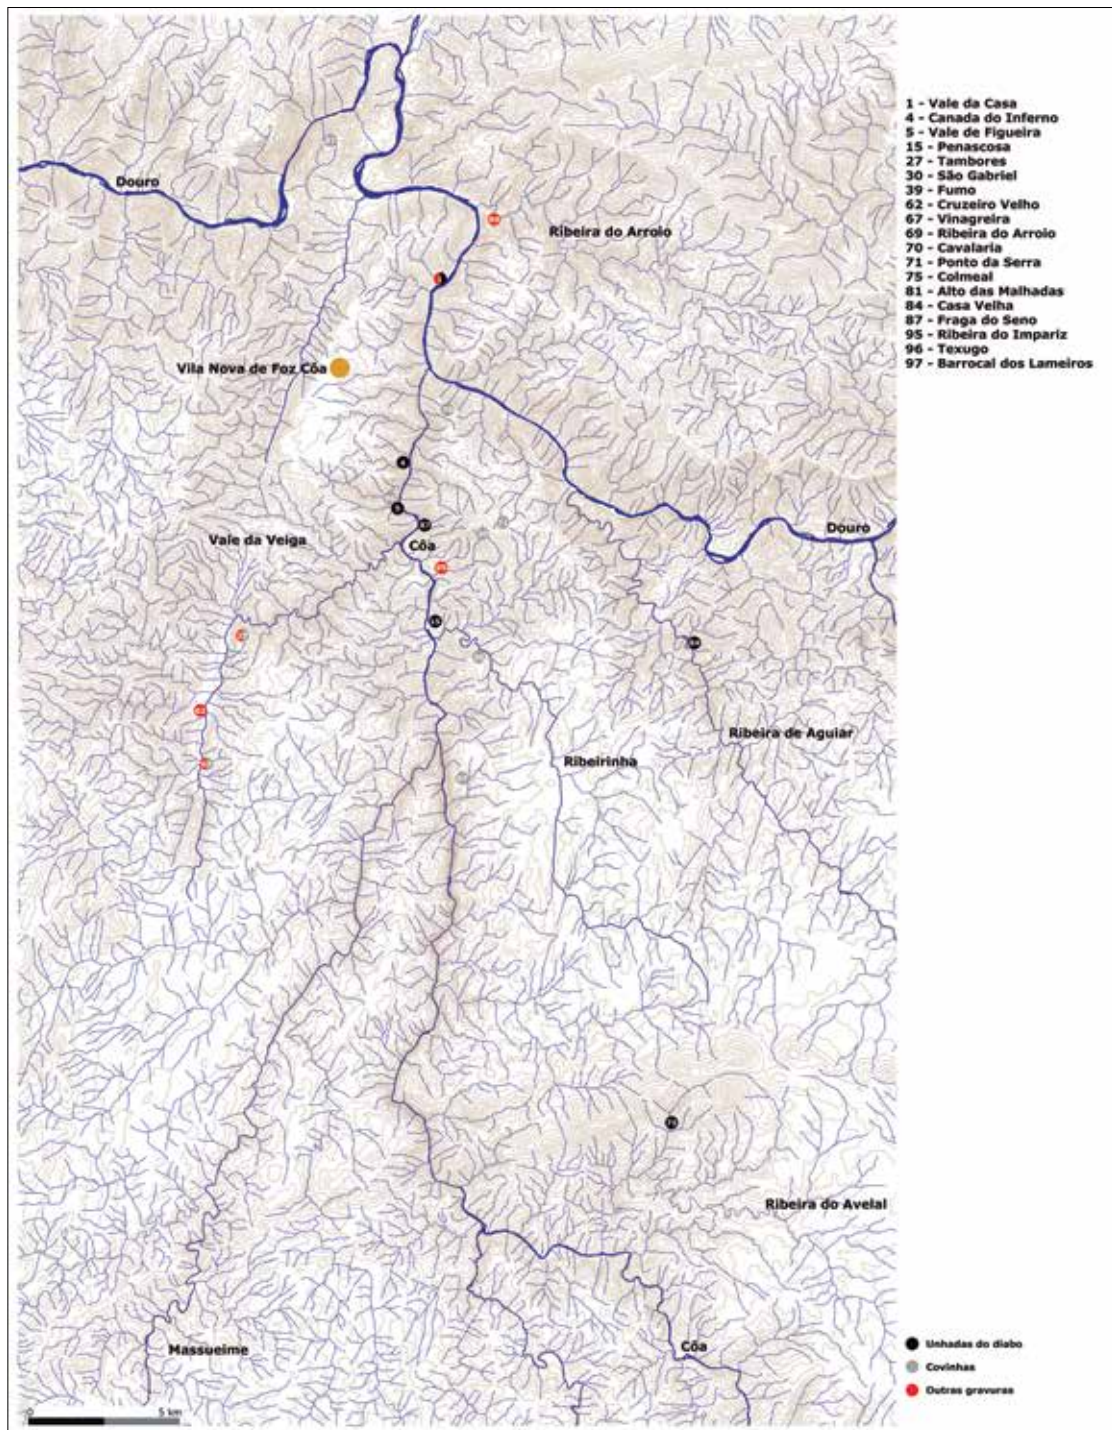 1 - Vale da Casa
4 - Canada do Inferno
5 - Vale de Figueira
15 - Penascosa
27 - Tambores
30 - São Gabriel
39 - Fumo
62 - Cruzeiro Velho
67 - Vinagreira
69 - Ribeira do Arroio
70 - Cavalaria
71 - Ponto da Serra
75 - Colmeal
81 - Alto das Malhadas
84 - Casa Velha
87 - Fraga do Seno
95 - Ribeira do Impariz
96 - Texugo
97 - Barrocal dos Lameiros
Douro
Ribeira do Arroio
Vila Nova de Foz Côa
Douro
Vale da Veiga
Côa
Ribeira de Aguiar
Ribeirinha
Ribeira do Avelal
Massueime
Côa
Unhadas do diabo
Covinhas
Outras gravuras
0
5 km